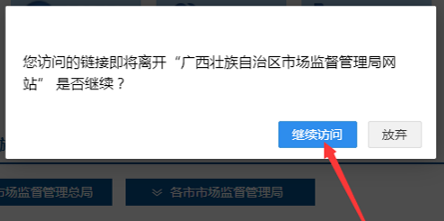 您访问的链接即将离开“广西壮族自治区市场监督管理局网
站” 是否继续？
继续访问
放弃
市场监督管理总局
各市市场监督管理局